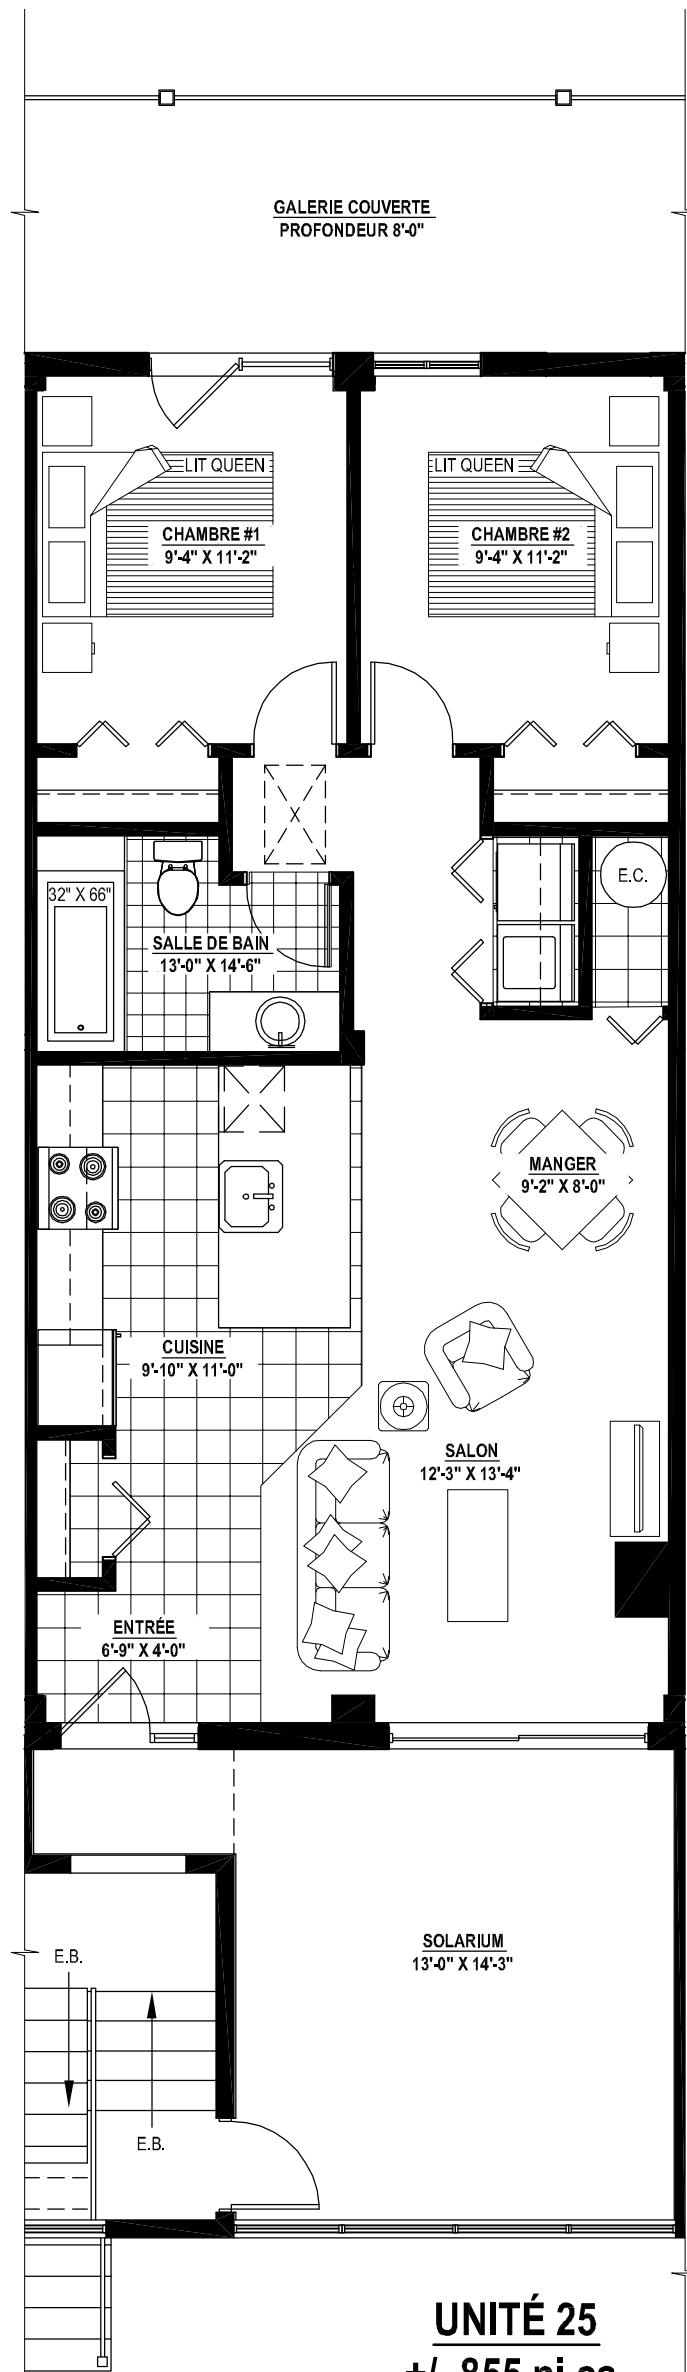 GALERIE COUVERTE
PROFONDEUR 8'-0"
LIT QUEEN
LIT QUEEN
CHAMBRE #1
9'-4" X 11'-2"
CHAMBRE #2
9'-4" X 11'-2"
X
E.C.
32" X 66"
SALLE DE BAIN
13'-0" X 14'-6"
MANGER
9'-2" X 8'-0"
CUISINE
9'-10" X 11'-0"
SALON
12'-3" X 13'-4"
ENTRÉE
6'-9" X 4'-0"
SOLARIUM
13'-0" X 14'-3"
E.B.
E.B.
UNITÉ 25
+/- 855 pi ca